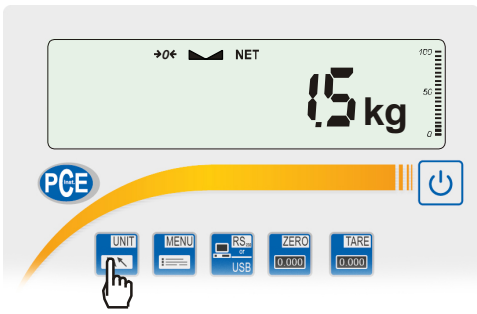 →0← NET
100
50
0
1.5 kg
PCE
Inst.
UNIT MENU RS232 ZERO TARE
or
USB 0.000 0.000